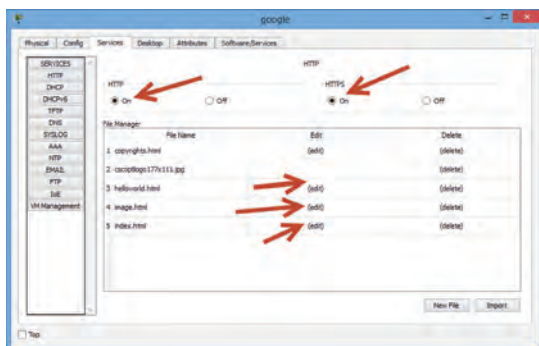 google
Physical Config Services Desktop Attributes Software/Services
SERVICES
HTTP
DHCP
DHCPv6
TFTP
DNS
SYSLOG
AAA
NTP
EMAIL
FTP
IoE
VM Management
HTTP
HTTP HTTPS
On Off On Off
File Manager
File Name Edit Delete
1 copyrights.html (edit) (delete)
2 cscoptlogo177x111.jpg (delete)
3 helloworld.html (edit) (delete)
4 image.html (edit) (delete)
5 index.html (edit) (delete)
New File Import
Top